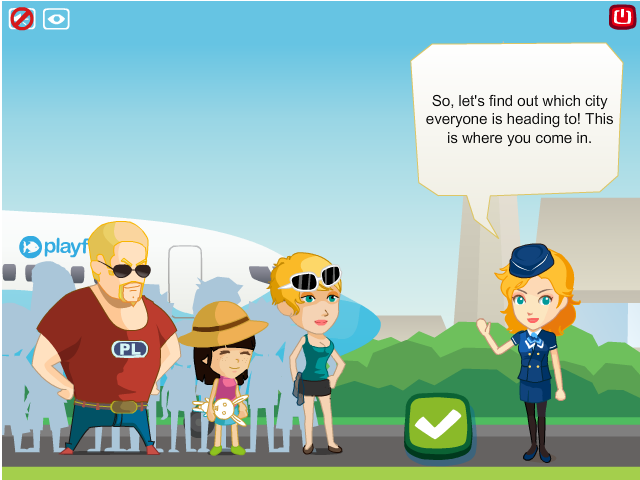 So, let's find out which city
everyone is heading to! This
is where you come in.
playf
PL